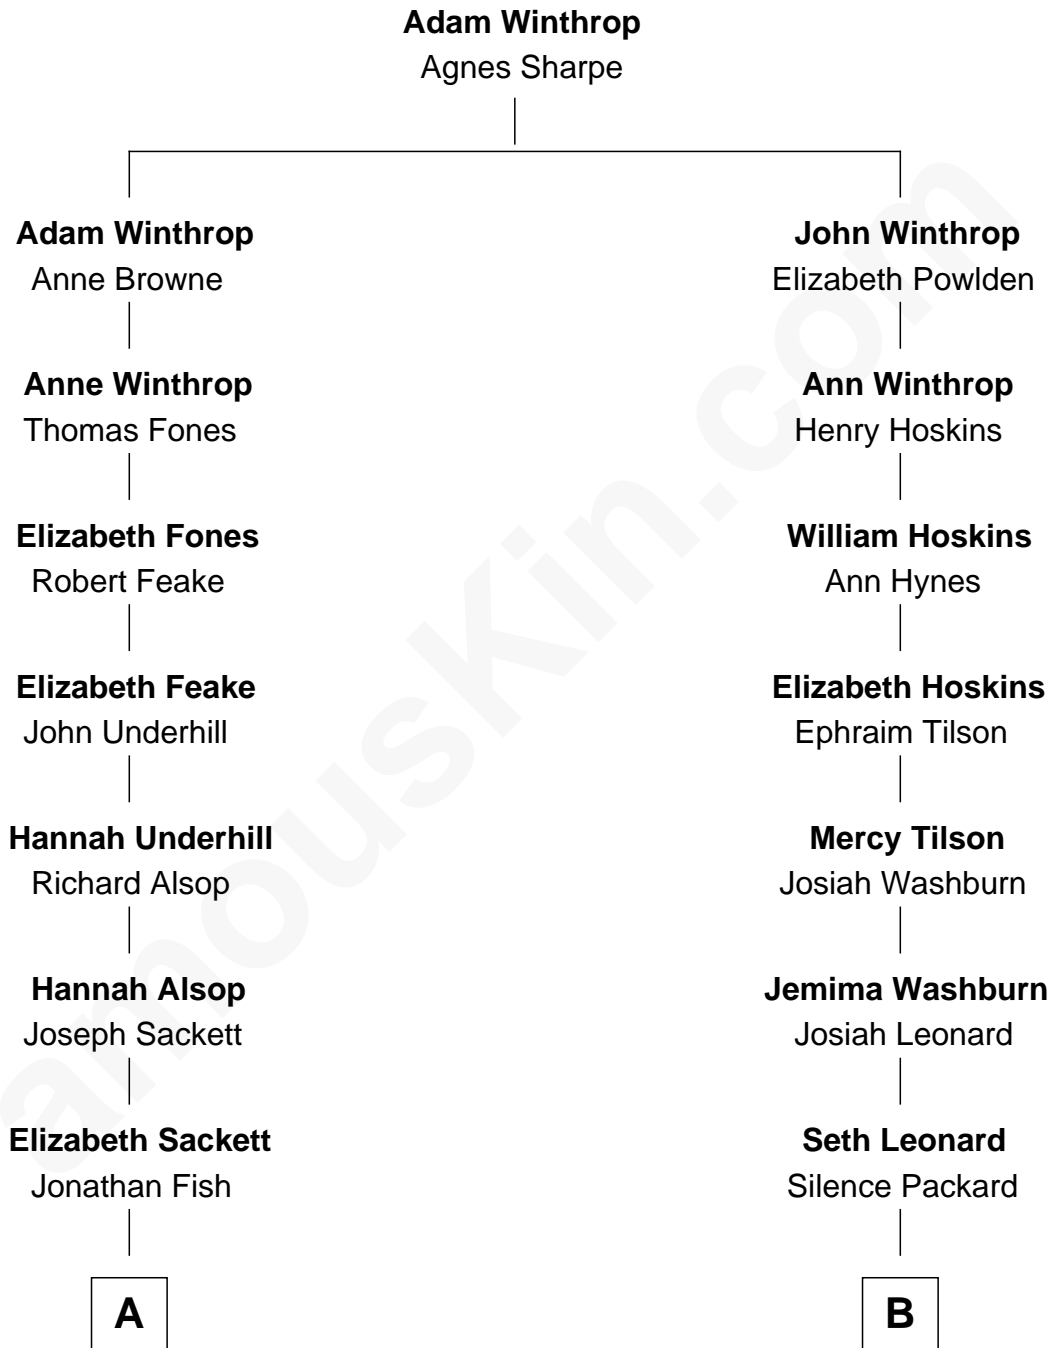 Adam Winthrop
Agnes Sharpe
Adam Winthrop
Anne Browne
John Winthrop
Elizabeth Powlden
Anne Winthrop
Thomas Fones
Ann Winthrop
Henry Hoskins
Elizabeth Fones
Robert Feake
William Hoskins
Ann Hynes
Elizabeth Feake
John Underhill
Elizabeth Hoskins
Ephraim Tilson
Hannah Underhill
Richard Alsop
Mercy Tilson
Josiah Washburn
Hannah Alsop
Joseph Sackett
Jemima Washburn
Josiah Leonard
Elizabeth Sackett
Jonathan Fish
Seth Leonard
Silence Packard
A
B
amousKin.com